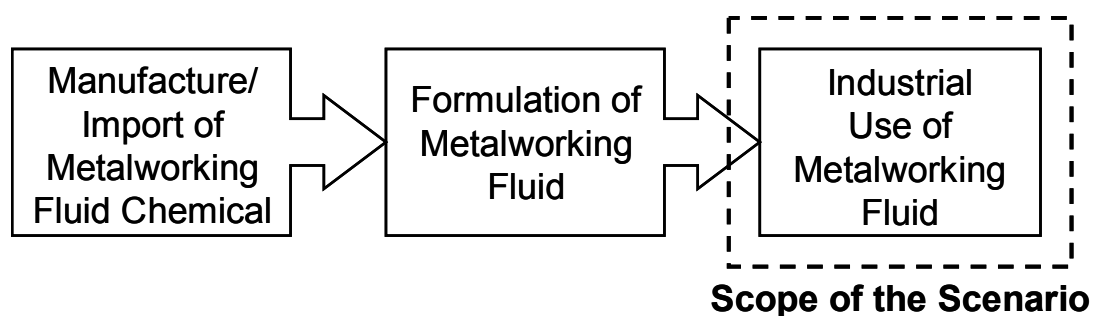 Manufacture/
Import of
Metalworking
Fluid Chemical
Formulation of
Metalworking
Fluid
Industrial
Use of
Metalworking
Fluid
Scope of the Scenario